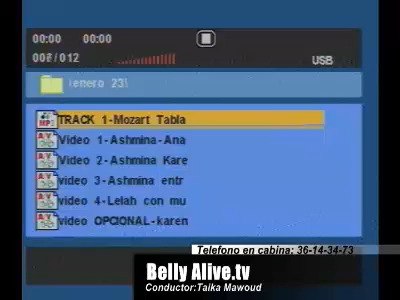 00:00 00:00
007/012
USB
(enero 23)
TRACK 1-Mozart Tabla
Video 1-Ashmina-Ana
Video 2-Ashmina Kare
video 3-Ashmina entr
Video 4-Lelah con mu
video OPCIONAL-karen
Telefono en cabina: 36-14-34-73
Belly Alive.tv
Conductor:Taika Mawoud